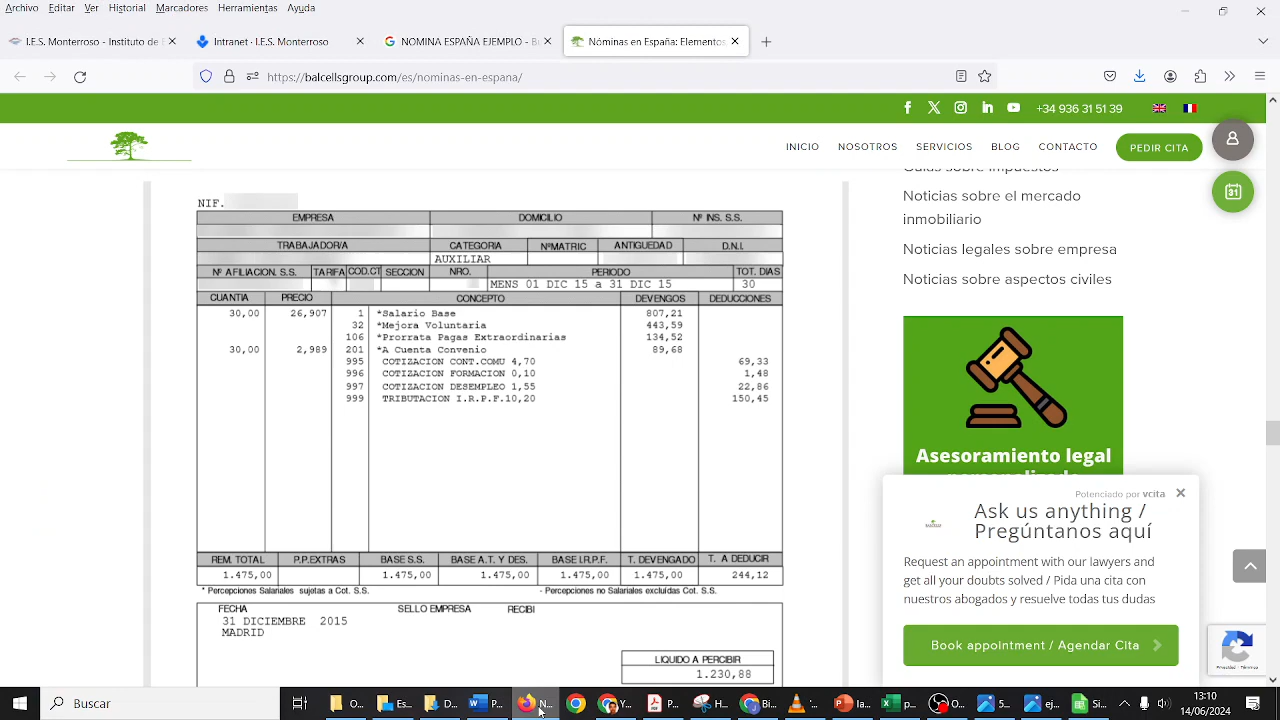 Archivo Editar Ver Historial Marcadores Perfiles Herramientas Ayuda
I.E.S. Monterroso - Instituto de E
Intranet - I.E.S. Monterroso
NOMINA ESPAÑA EJEMPLO - Bu
Nóminas en España: Elementos
https://balcellsgroup.com/es/nominas-en-espana/
+34 936 31 51 39
INICIO NOSOTROS SERVICIOS BLOG CONTACTO PEDIR CITA
Guías sobre impuestos
Noticias sobre el mercado
inmobiliario
Noticias legales sobre empresa
Noticias sobre aspectos civiles
NIF.
EMPRESA DOMICILIO Nº INS. S.S.
TRABAJADOR/A CATEGORIA NºMATRIC ANTIGUEDAD D.N.I.
AUXILIAR
Nº AFILIACION. S.S. TARIFA COD.CT SECCION NRO. PERIODO TOT. DIAS
MENS 01 DIC 15 a 31 DIC 15 30
CUANTIA PRECIO CONCEPTO DEVENGOS DEDUCCIONES
30,00 26,907 1 *Salario Base 807,21
32 *Mejora Voluntaria 443,59
106 *Prorrata Pagas Extraordinarias 134,52
30,00 2,989 201 *A Cuenta Convenio 89,68
995 COTIZACION CONT.COMU 4,70 69,33
996 COTIZACION FORMACION 0,10 1,48
997 COTIZACION DESEMPLEO 1,55 22,86
999 TRIBUTACION I.R.P.F.10,20 150,45
REM. TOTAL P.P.EXTRAS BASE S.S. BASE A.T. Y DES. BASE I.R.P.F. T. DEVENGADO T. A DEDUCIR
1.475,00 1.475,00 1.475,00 1.475,00 1.475,00 244,12
* Percepciones Salariales sujetas a Cot. S.S. - Percepciones no Salariales excluídas Cot. S.S.
FECHA SELLO EMPRESA RECIBI
31 DICIEMBRE 2015
MADRID
LIQUIDO A PERCIBIR
1.230,88
31
Asesoramiento legal
Potenciado por vcita
Ask us anything /
Pregúntanos aquí
Request an appointment with our lawyers and
get all your doubts solved / Pida una cita con
nuestros abogados y resuelve todas tus dudas
Book appointment / Agendar Cita
Privacidad - Términos
Buscar
O... Es... D... P... N... P... H... P... O... P... P... O... P... P... P...
13:10
14/06/2024